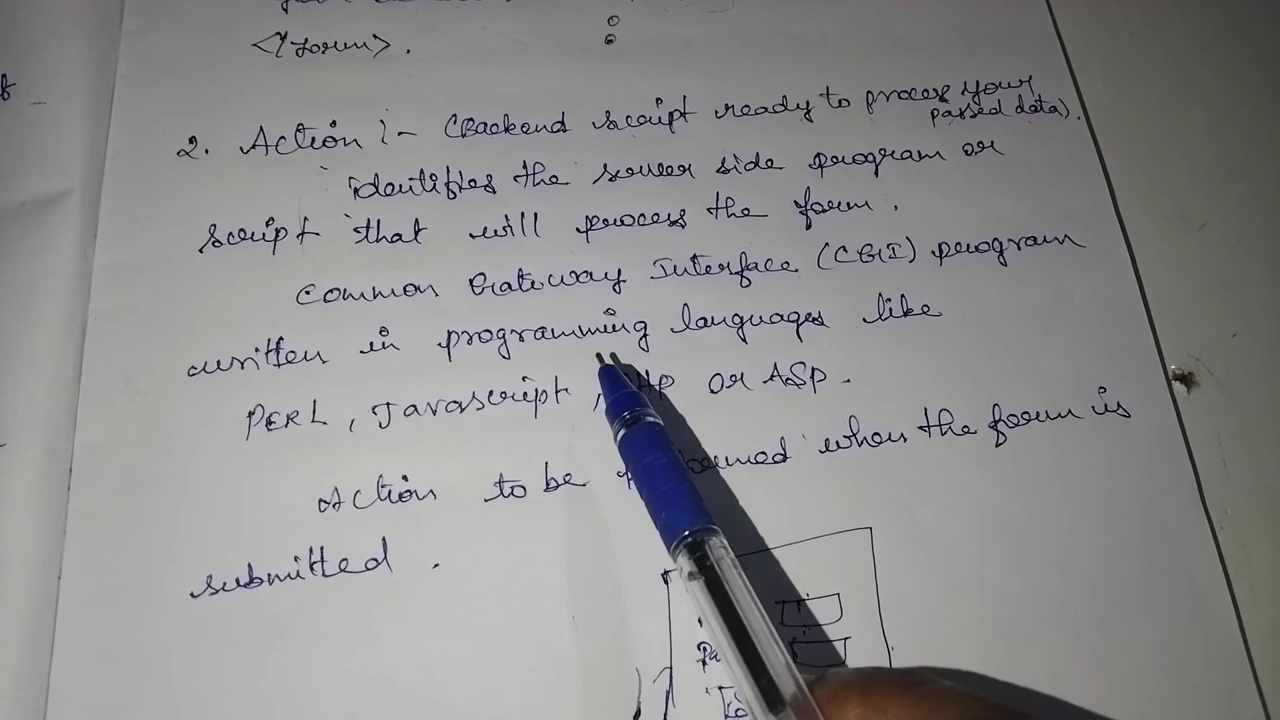 </form>.
2. Action :- (Backend script ready to process your
passed data).
identifies the server side program or
script that will process the form.
Common Gateway Interface (CGI) program
written in programming languages like
PERL, Javascript, PHP or ASP.
Action to be when the form is
submitted.